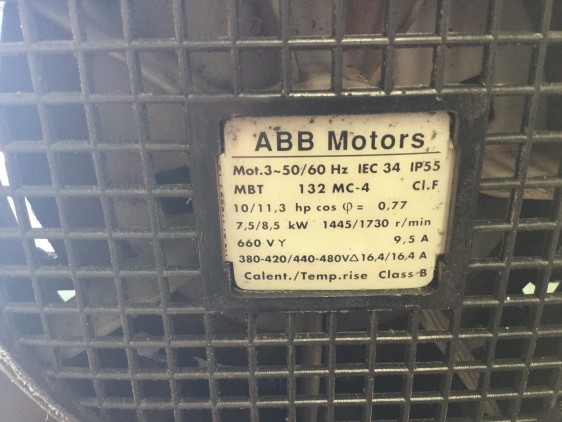 ABB Motors
Mot.3~50/60 Hz IEC 34 IP55
MBT 132 MC-4 Cl.F
10/11,3 hp cos φ = 0,77
7,5/8,5 kW 1445/1730 r/min
660 V Y 9,5 A
380-420/440-480V△ 16,4/16,4 A
Calent./Temp.rise Class-B